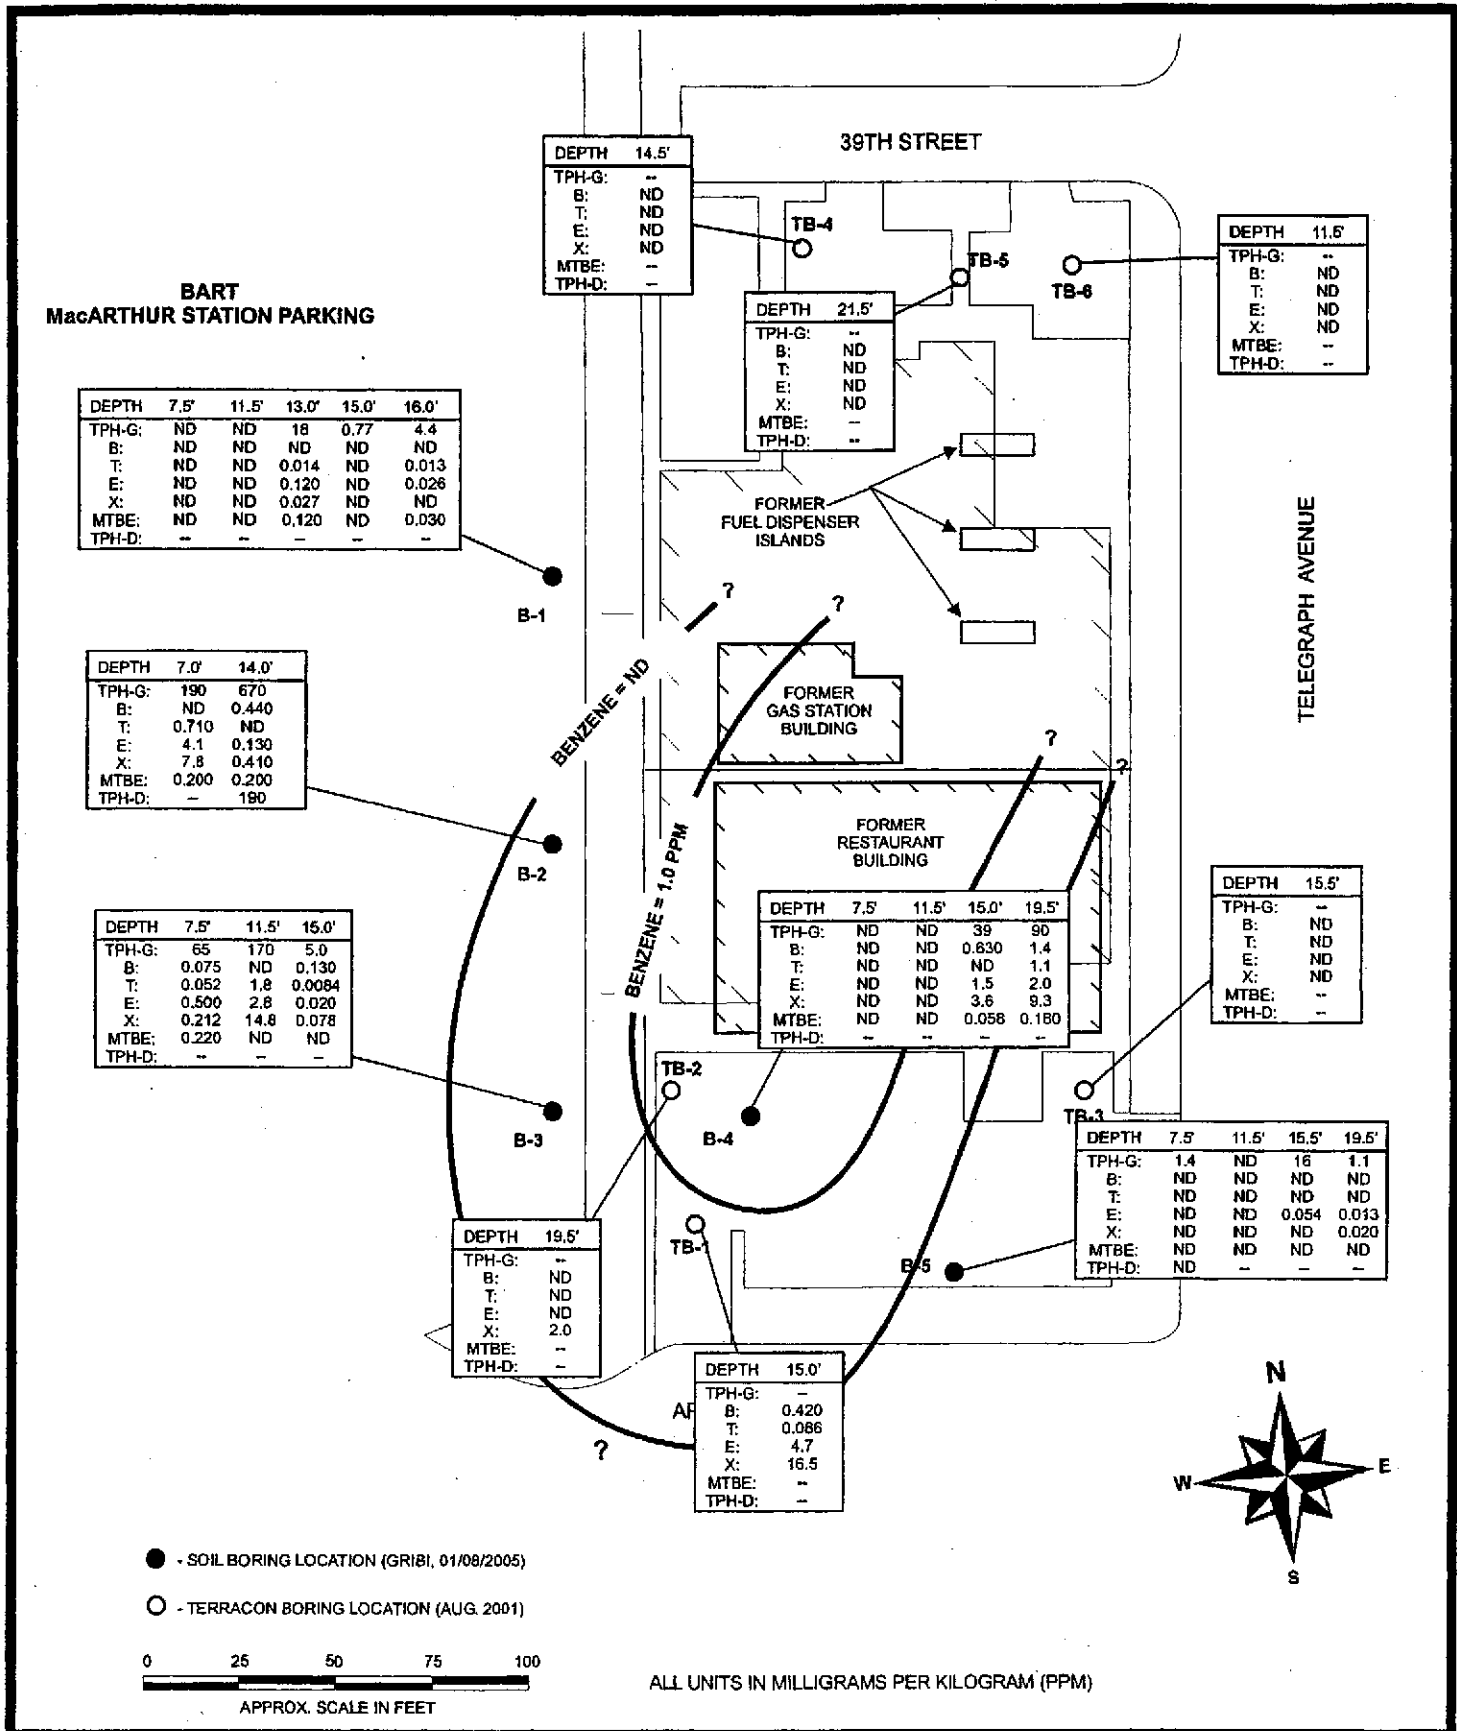 39TH STREET
DEPTH 14.5'
TPH-G: --
B: ND
T: ND
E: ND
X: ND
MTBE: --
TPH-D: --
TB-4
TB-5
TB-6
DEPTH 11.5'
TPH-G: --
B: ND
T: ND
E: ND
X: ND
MTBE: --
TPH-D: --
BART
MacARTHUR STATION PARKING
DEPTH 21.5'
TPH-G: --
B: ND
T: ND
E: ND
X: ND
MTBE: --
TPH-D: --
DEPTH 7.5' 11.5' 13.0' 15.0' 16.0'
TPH-G: ND ND 18 0.77 4.4
B: ND ND ND ND ND
T: ND ND 0.014 ND 0.013
E: ND ND 0.120 ND 0.026
X: ND ND 0.027 ND ND
MTBE: ND ND 0.120 ND 0.030
TPH-D: -- -- -- -- --
B-1
FORMER
FUEL DISPENSER
ISLANDS
TELEGRAPH AVENUE
?
?
BENZENE = ND
DEPTH 7.0' 14.0'
TPH-G: 190 670
B: ND 0.440
T: 0.710 ND
E: 4.1 0.130
X: 7.8 0.410
MTBE: 0.200 0.200
TPH-D: -- 190
B-2
FORMER
GAS STATION
BUILDING
?
?
BENZENE = 1.0 PPM
FORMER
RESTAURANT
BUILDING
DEPTH 7.5' 11.5' 15.0' 19.5'
TPH-G: ND ND 39 90
B: ND ND 0.630 1.4
T: ND ND ND 1.1
E: ND ND 1.5 2.0
X: ND ND 3.6 9.3
MTBE: ND ND 0.058 0.180
TPH-D: -- -- -- --
DEPTH 15.5'
TPH-G: --
B: ND
T: ND
E: ND
X: ND
MTBE: --
TPH-D: --
DEPTH 7.5' 11.5' 15.0'
TPH-G: 65 170 5.0
B: 0.075 ND 0.130
T: 0.052 1.8 0.0084
E: 0.500 2.8 0.020
X: 0.212 14.8 0.078
MTBE: 0.220 ND ND
TPH-D: -- -- --
B-3
TB-2
B-4
TB-3
DEPTH 7.5' 11.5' 15.5' 19.5'
TPH-G: 1.4 ND 16 1.1
B: ND ND ND ND
T: ND ND ND ND
E: ND ND 0.054 0.013
X: ND ND ND 0.020
MTBE: ND ND ND ND
TPH-D: ND -- -- --
TB-1
B-5
DEPTH 19.5'
TPH-G: --
B: ND
T: ND
E: ND
X: 2.0
MTBE: --
TPH-D: --
DEPTH 15.0'
TPH-G: --
B: 0.420
T: 0.086
E: 4.7
X: 16.5
MTBE: --
TPH-D: --
?
N
W E
S
- SOIL BORING LOCATION (GRIBI, 01/08/2005)
- TERRACON BORING LOCATION (AUG. 2001)
0 25 50 75 100
APPROX. SCALE IN FEET
ALL UNITS IN MILLIGRAMS PER KILOGRAM (PPM)